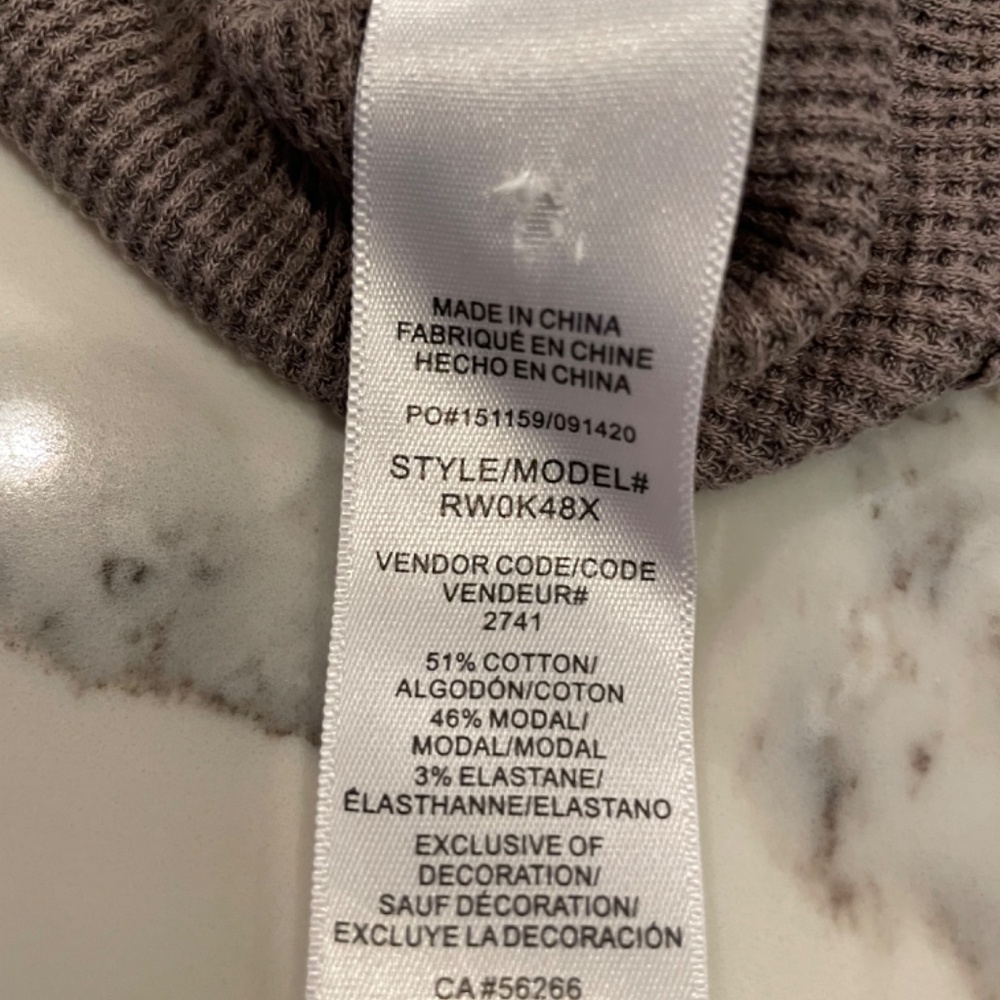 MADE IN CHINA
FABRIQUÉ EN CHINE
HECHO EN CHINA
PO#151159/091420
STYLE/MODEL#
RW0K48X
VENDOR CODE/CODE
VENDEUR#
2741
51% COTTON/
ALGODÓN/COTON
46% MODAL/
MODAL/MODAL
3% ELASTANE/
ÉLASTHANNE/ELASTANO
EXCLUSIVE OF
DECORATION/
SAUF DÉCORATION/
EXCLUYE LA DECORACIÓN
CA #56266